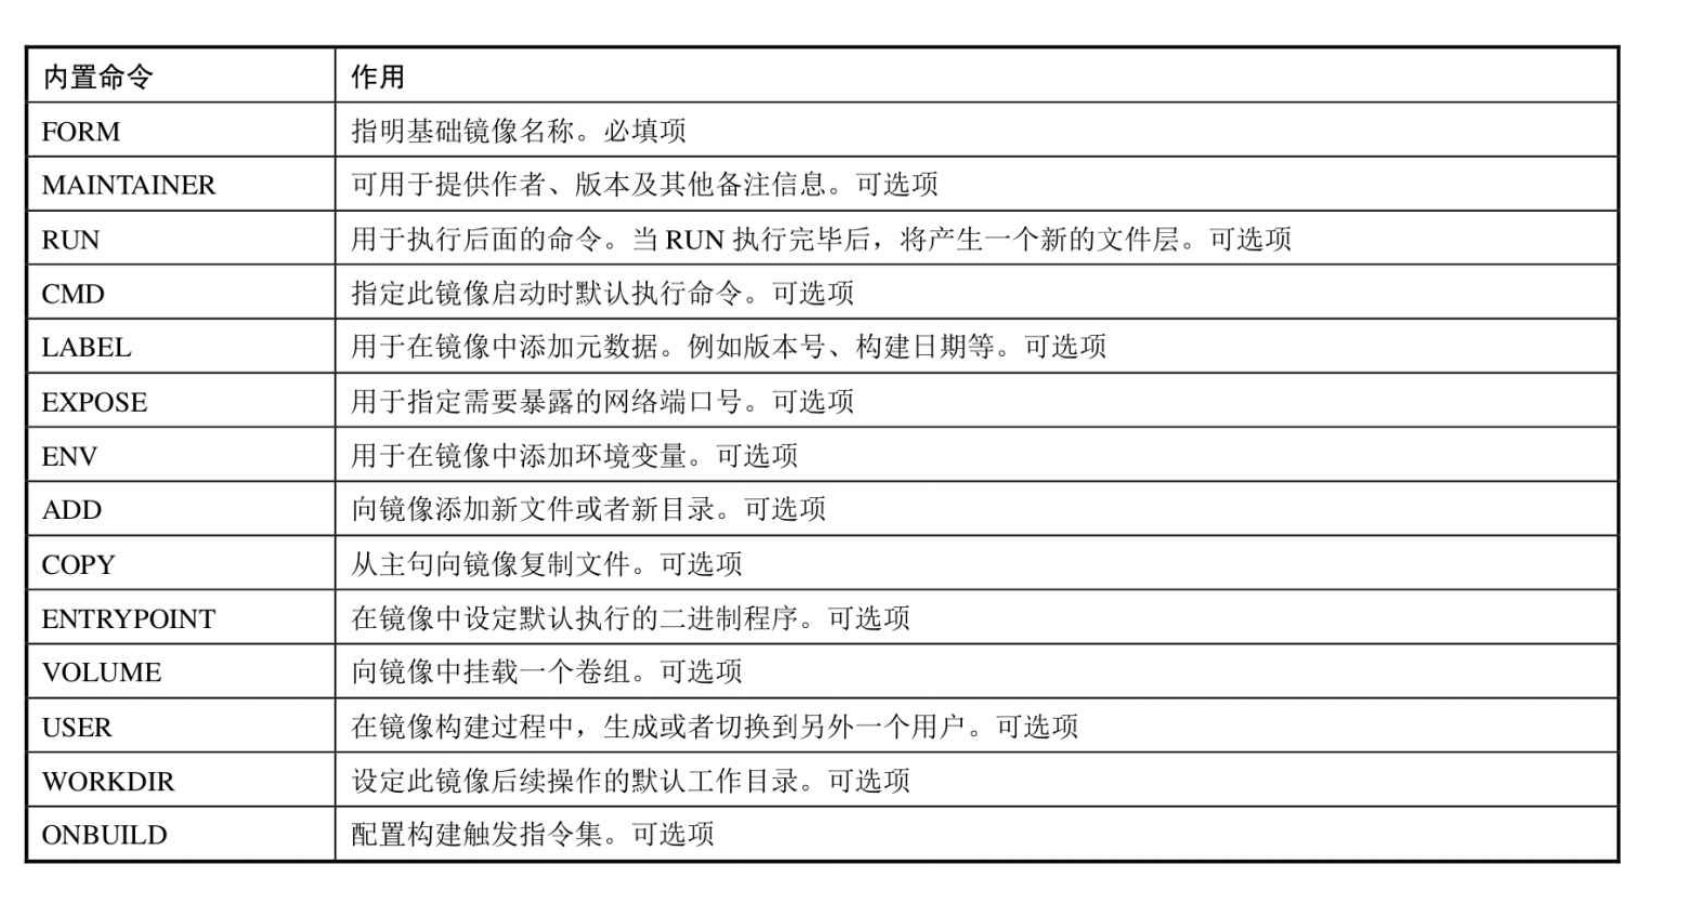 内置命令 作用
FORM 指明基础镜像名称。必填项
MAINTAINER 可用于提供作者、版本及其他备注信息。可选项
RUN 用于执行后面的命令。当 RUN 执行完毕后，将产生一个新的文件层。可选项
CMD 指定此镜像启动时默认执行命令。可选项
LABEL 用于在镜像中添加元数据。例如版本号、构建日期等。可选项
EXPOSE 用于指定需要暴露的网络端口号。可选项
ENV 用于在镜像中添加环境变量。可选项
ADD 向镜像添加新文件或者新目录。可选项
COPY 从主句向镜像复制文件。可选项
ENTRYPOINT 在镜像中设定默认执行的二进制程序。可选项
VOLUME 向镜像中挂载一个卷组。可选项
USER 在镜像构建过程中，生成或者切换到另外一个用户。可选项
WORKDIR 设定此镜像后续操作的默认工作目录。可选项
ONBUILD 配置构建触发指令集。可选项